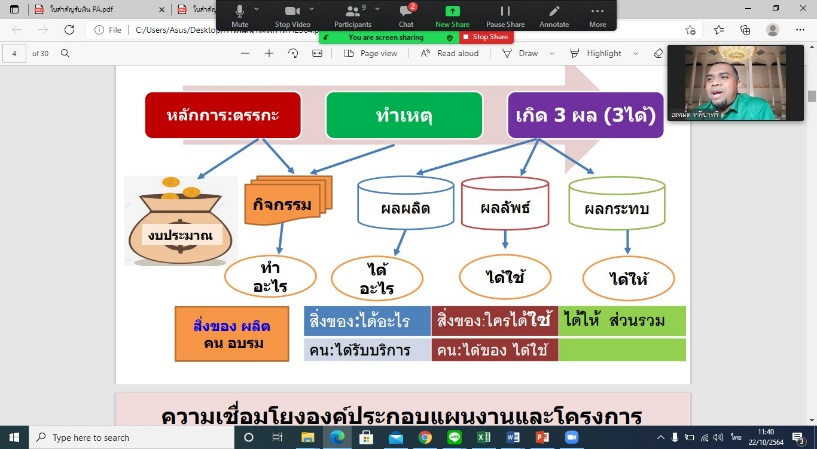 ใบสำคัญรับเงิน PA.pdf
ใบสำคัญ
Mute
Stop Video
Participants
9
Chat
2
New Share
Pause Share
Annotate
More
You are screen sharing
Stop Share
File
C:/Users/Asus/Desktop/
4 of 30
Page view
Read aloud
Draw
Highlight
หลักการ:ตรรกะ
ทำเหตุ
เกิด 3 ผล (3ได้)
งบประมาณ
กิจกรรม
ผลผลิต
ผลลัพธ์
ผลกระทบ
ทำ
อะไร
ได้
อะไร
ได้ใช้
ได้ให้
สิ่งของ ผลิต
คน อบรม
สิ่งของ:ได้อะไร
สิ่งของ:ใครได้ใช้
ได้ให้ ส่วนรวม
คน:ได้รับบริการ
คน:ได้ของ ได้ใช้
ความเชื่อมโยงองค์ประกอบแผนงานและโครงการ
Type here to search
ไทย
11:40
22/10/2564
3